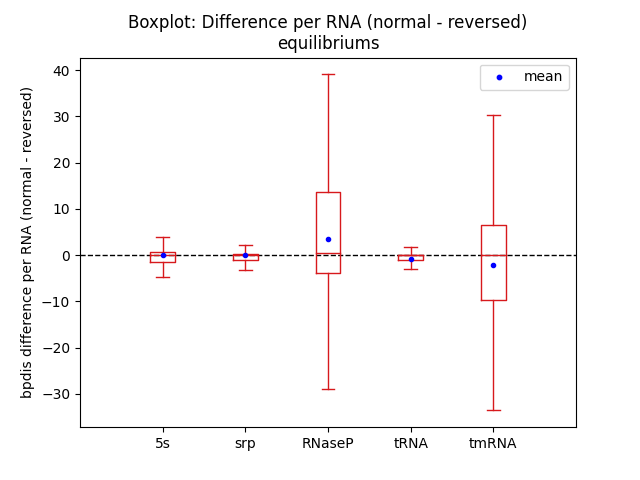 Boxplot: Difference per RNA (normal - reversed)
equilibriums
bpdis difference per RNA (normal - reversed)
40
30
20
10
0
−10
−20
−30
mean
5s
srp
RNaseP
tRNA
tmRNA